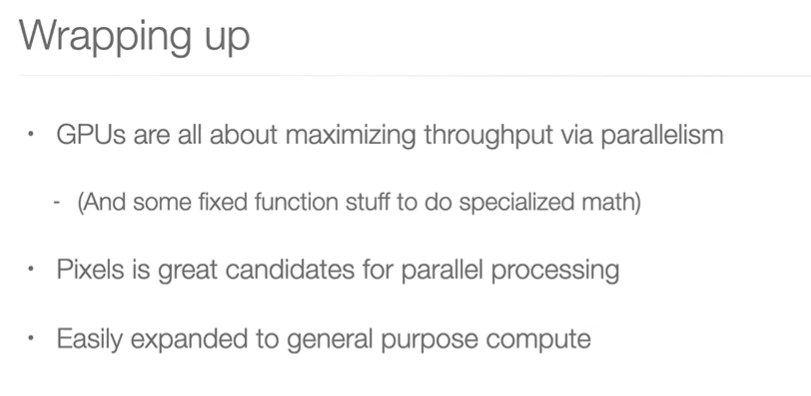 Wrapping up
• GPUs are all about maximizing throughput via parallelism
- (And some fixed function stuff to do specialized math)
• Pixels is great candidates for parallel processing
• Easily expanded to general purpose compute